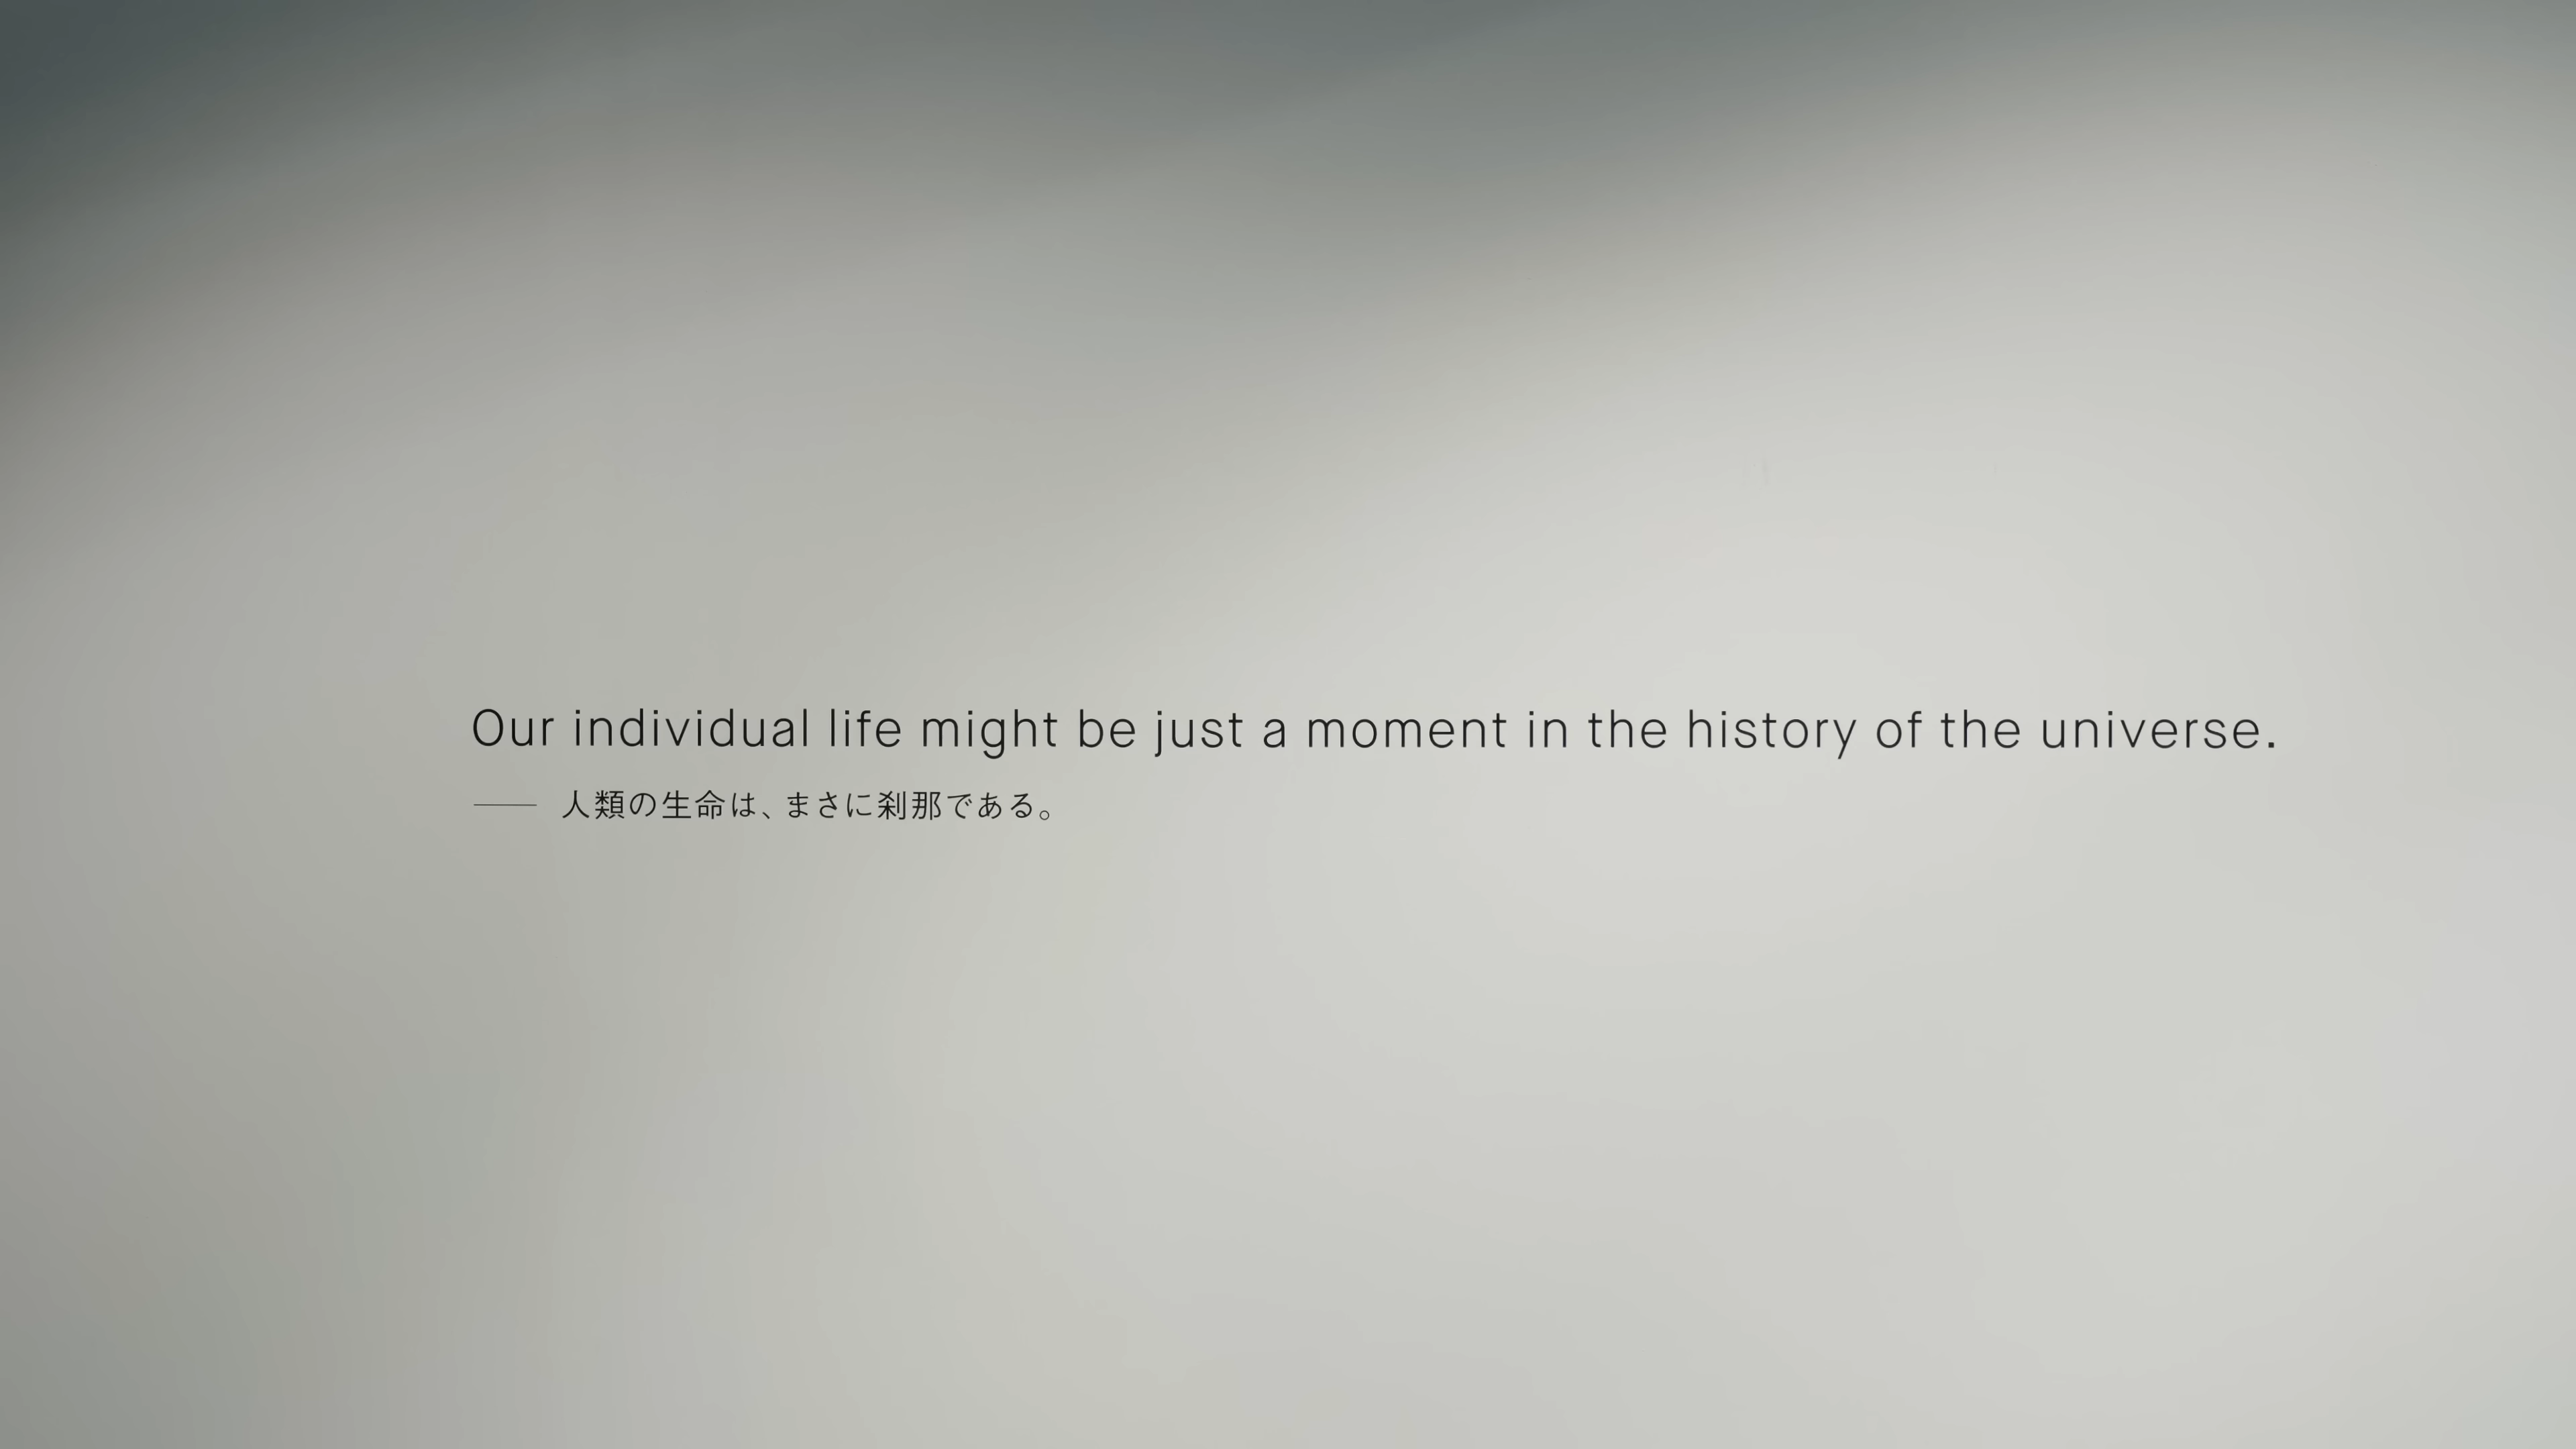 Our individual life might be just a moment in the history of the universe.
—— 人類の生命は、まさに刹那である。